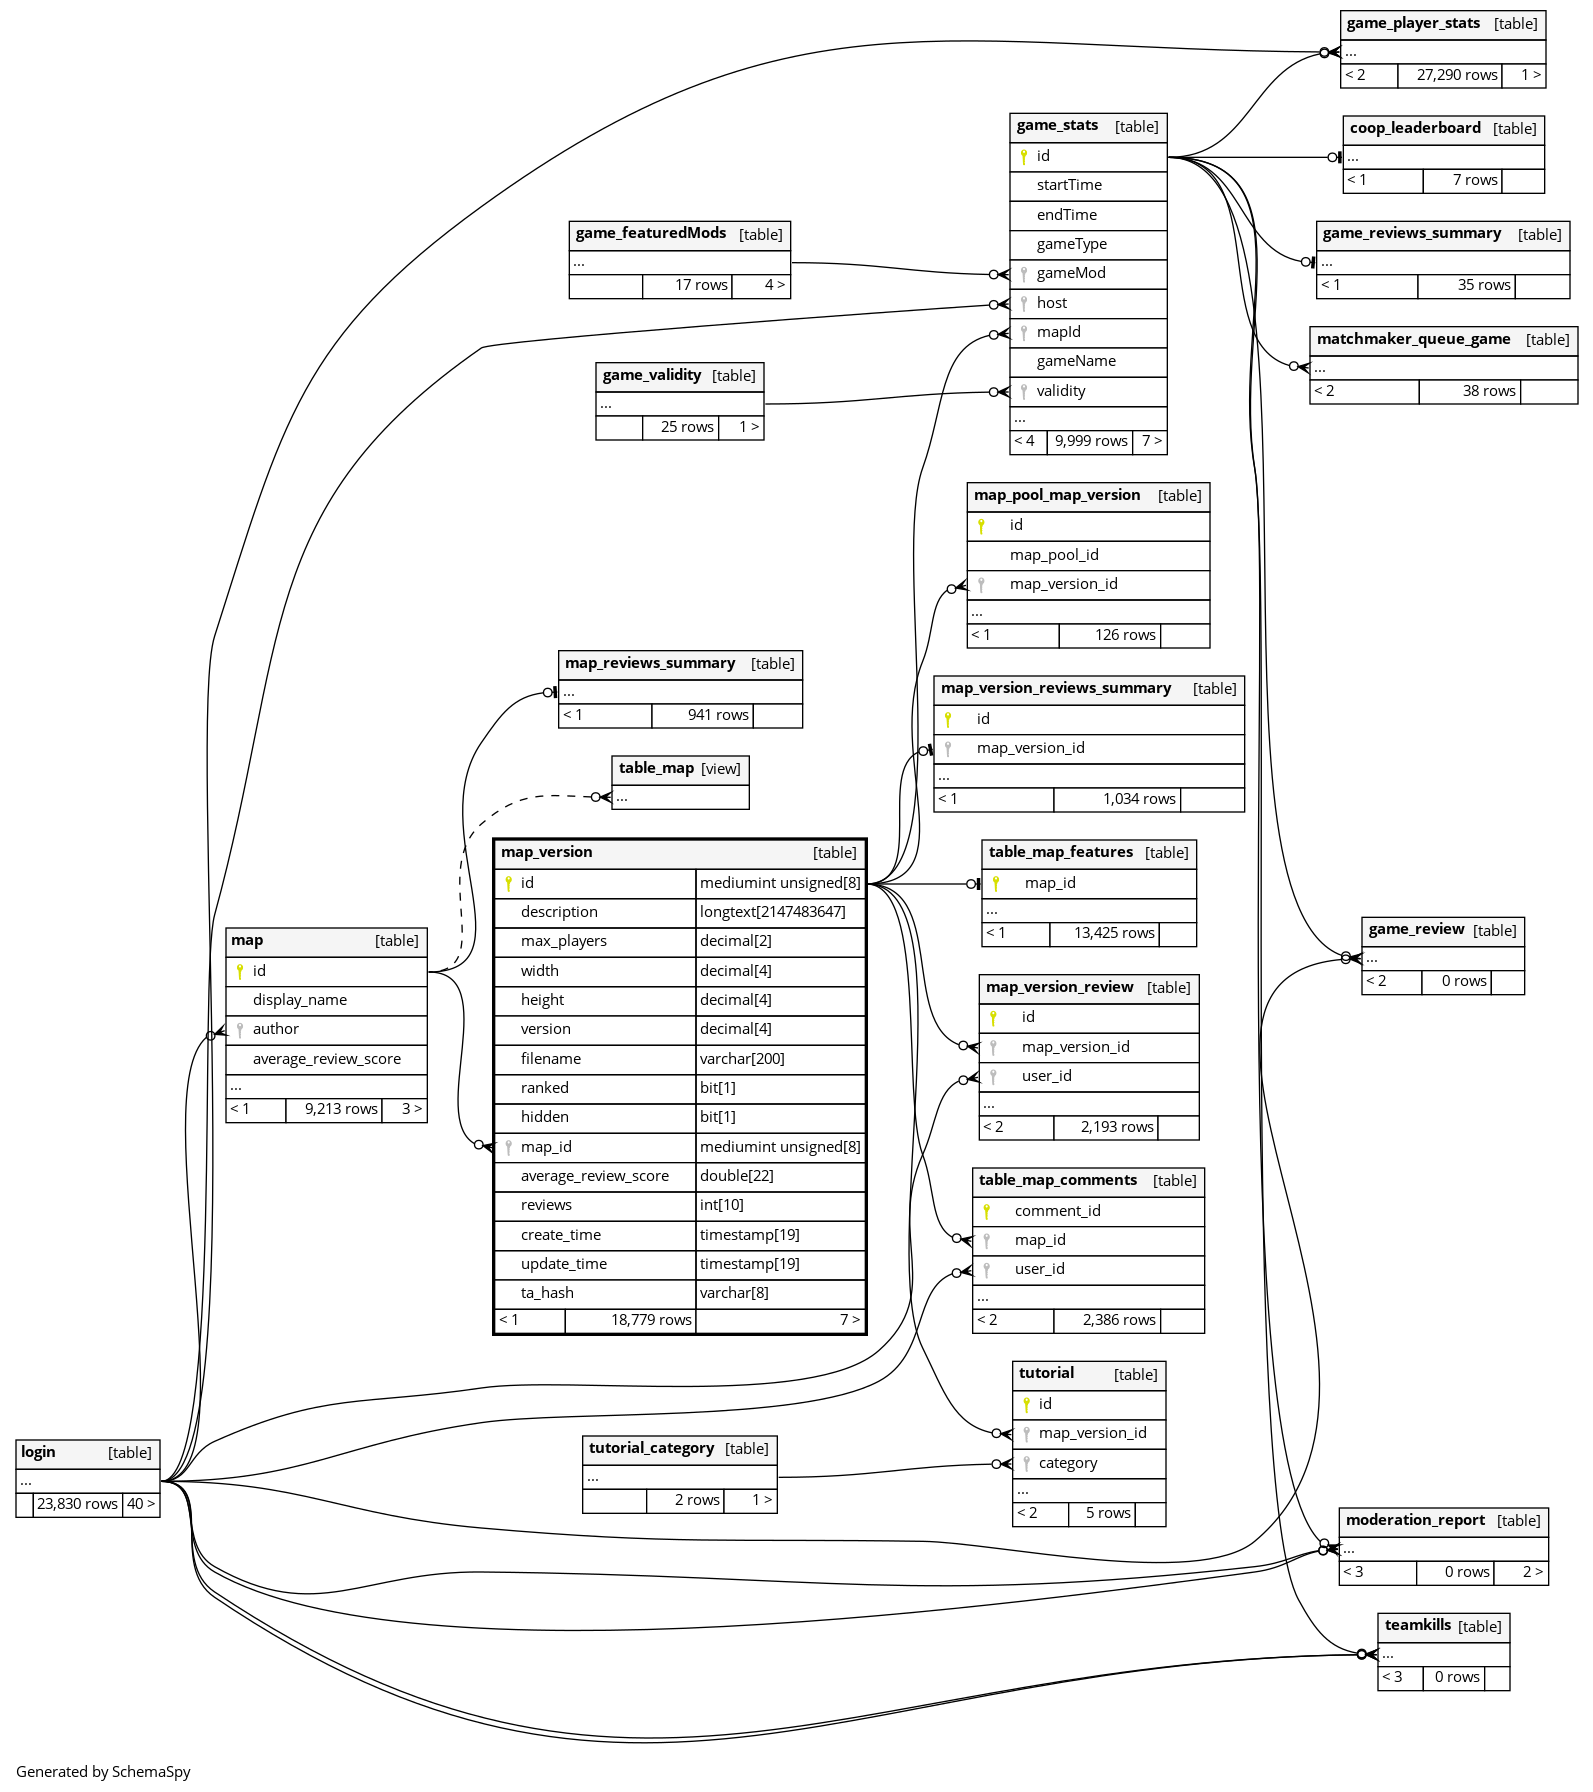 game_player_stats [table]
...
< 2 27,290 rows 1 >
game_stats [table]
id
startTime
endTime
gameType
gameMod
host
mapId
gameName
validity
...
< 4 9,999 rows 7 >
coop_leaderboard [table]
...
< 1 7 rows
game_featuredMods [table]
...
17 rows 4 >
game_reviews_summary [table]
...
< 1 35 rows
matchmaker_queue_game [table]
...
< 2 38 rows
game_validity [table]
...
25 rows 1 >
map_pool_map_version [table]
id
map_pool_id
map_version_id
...
< 1 126 rows
map_reviews_summary [table]
...
< 1 941 rows
map_version_reviews_summary [table]
id
map_version_id
...
< 1 1,034 rows
table_map [view]
...
map_version [table]
id mediumint unsigned[8]
description longtext[2147483647]
max_players decimal[2]
width decimal[4]
height decimal[4]
version decimal[4]
filename varchar[200]
ranked bit[1]
hidden bit[1]
map_id mediumint unsigned[8]
average_review_score double[22]
reviews int[10]
create_time timestamp[19]
update_time timestamp[19]
ta_hash varchar[8]
< 1 18,779 rows 7 >
table_map_features [table]
map_id
...
< 1 13,425 rows
map [table]
id
display_name
author
average_review_score
...
< 1 9,213 rows 3 >
game_review [table]
...
< 2 0 rows
map_version_review [table]
id
map_version_id
user_id
...
< 2 2,193 rows
table_map_comments [table]
comment_id
map_id
user_id
...
< 2 2,386 rows
tutorial [table]
id
map_version_id
category
...
< 2 5 rows
login [table]
...
23,830 rows 40 >
tutorial_category [table]
...
2 rows 1 >
moderation_report [table]
...
< 3 0 rows 2 >
teamkills [table]
...
< 3 0 rows
Generated by SchemaSpy